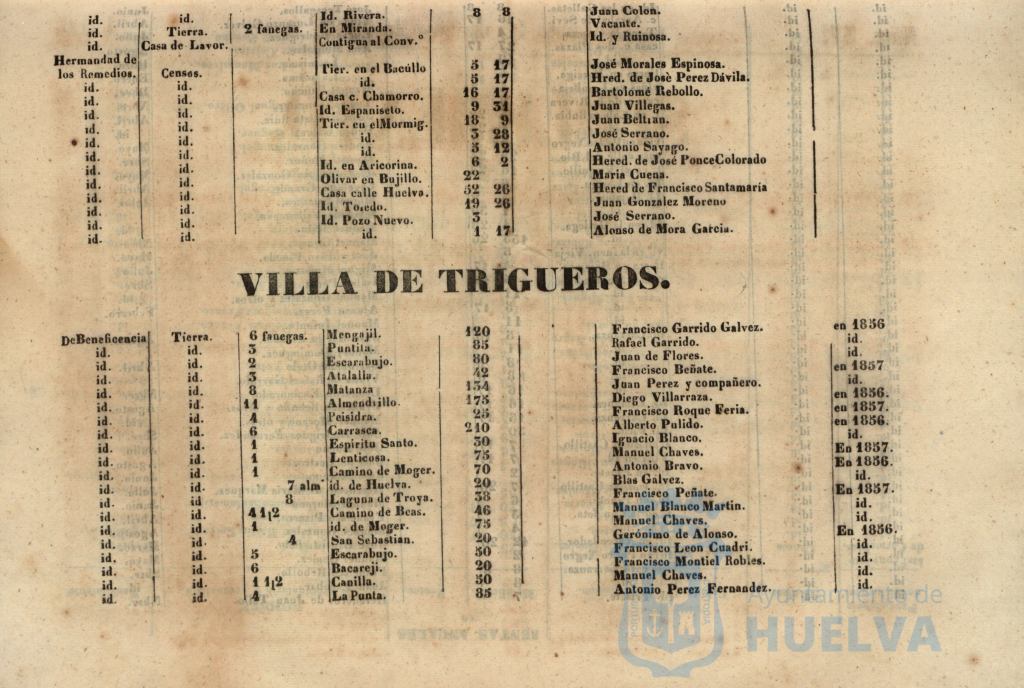 id. id. Id. Rivera. 8 8 Juan Colon.
id. Tierra. 2 fanegas. En Miranda. Vacante.
id. Casa de Lavor. Contigua al Conv.º Id. y Ruinosa.
Hermandad de
los Remedios. Censos. Tier. en el Bacúllo 5 17 José Morales Espinosa.
id. id. id. 5 17 Hred. de Josè Perez Dávila.
id. id. Casa c. Chamorro. 16 17 Bartolomé Rebollo.
id. id. Id. Espaniseto. 9 31 Juan Villegas.
id. id. Tier. en el Mormig. 18 9 Juan Beltran.
id. id. id. 3 28 José Serrano.
id. id. id. 5 12 Antonio Sayago.
id. id. Id. en Aricorina. 6 2 Hered. de José Ponce Colorado
id. id. Olivar en Bujillo. 22 Maria Cuena.
id. id. Casa calle Huelva. 52 26 Hered de Francisco Santamaría
id. id. Id. Toledo. 19 26 Juan Gonzalez Moreno
id. id. Id. Pozo Nuevo. 3 José Serrano.
id. id. id. 1 17 Alonso de Mora Garcia.
VILLA DE TRIGUEROS.
De Beneficencia Tierra. 6 fanegas. Mengajil. 120 Francisco Garrido Galvez. en 1856
id. id. 3 Puntita. 85 Rafael Garrido. id.
id. id. 2 Escarabujo. 80 Juan de Flores. id.
id. id. 3 Atalalla. 42 Francisco Beñate. en 1857
id. id. 8 Matanza 134 Juan Perez y compañero. id.
id. id. 11 Almendrillo. 175 Diego Villarraza. en 1856.
id. id. 4 Peisidra. 25 Francisco Roque Feria. en 1857.
id. id. 6 Carrasca. 210 Alberto Pulido. en 1856.
id. id. 1 Espiritu Santo. 30 Ignacio Blanco. id.
id. id. 1 Lenticosa. 75 Manuel Chaves. En 1857.
id. id. 1 Camino de Moger. 70 Antonio Bravo. En 1856.
id. id. 7 alm id. de Huelva. 20 Blas Galvez. id.
id. id 8 Laguna de Troya. 38 Francisco Peñate. En 1857.
id. id. 4 1¡2 Camino de Beas. 46 Manuel Blanco Martin. id.
id. id. 1 id. de Moger. 75 Manuel Chaves. id.
id. id. 4 San Sebastian. 20 Gerónimo de Alonso. En 1856.
id. id. 5 Escarabujo. 50 Francisco Leon Cuadri. id.
id. id. 6 Bacareji. 20 Francisco Montiel Robles. id.
id. id. 1 1¡2 Canilla. 50 Manuel Chaves. id.
id. id. 4 La Punta. 85 Antonio Perez Fernandez. id.
Ayuntamiento de
HUELVA